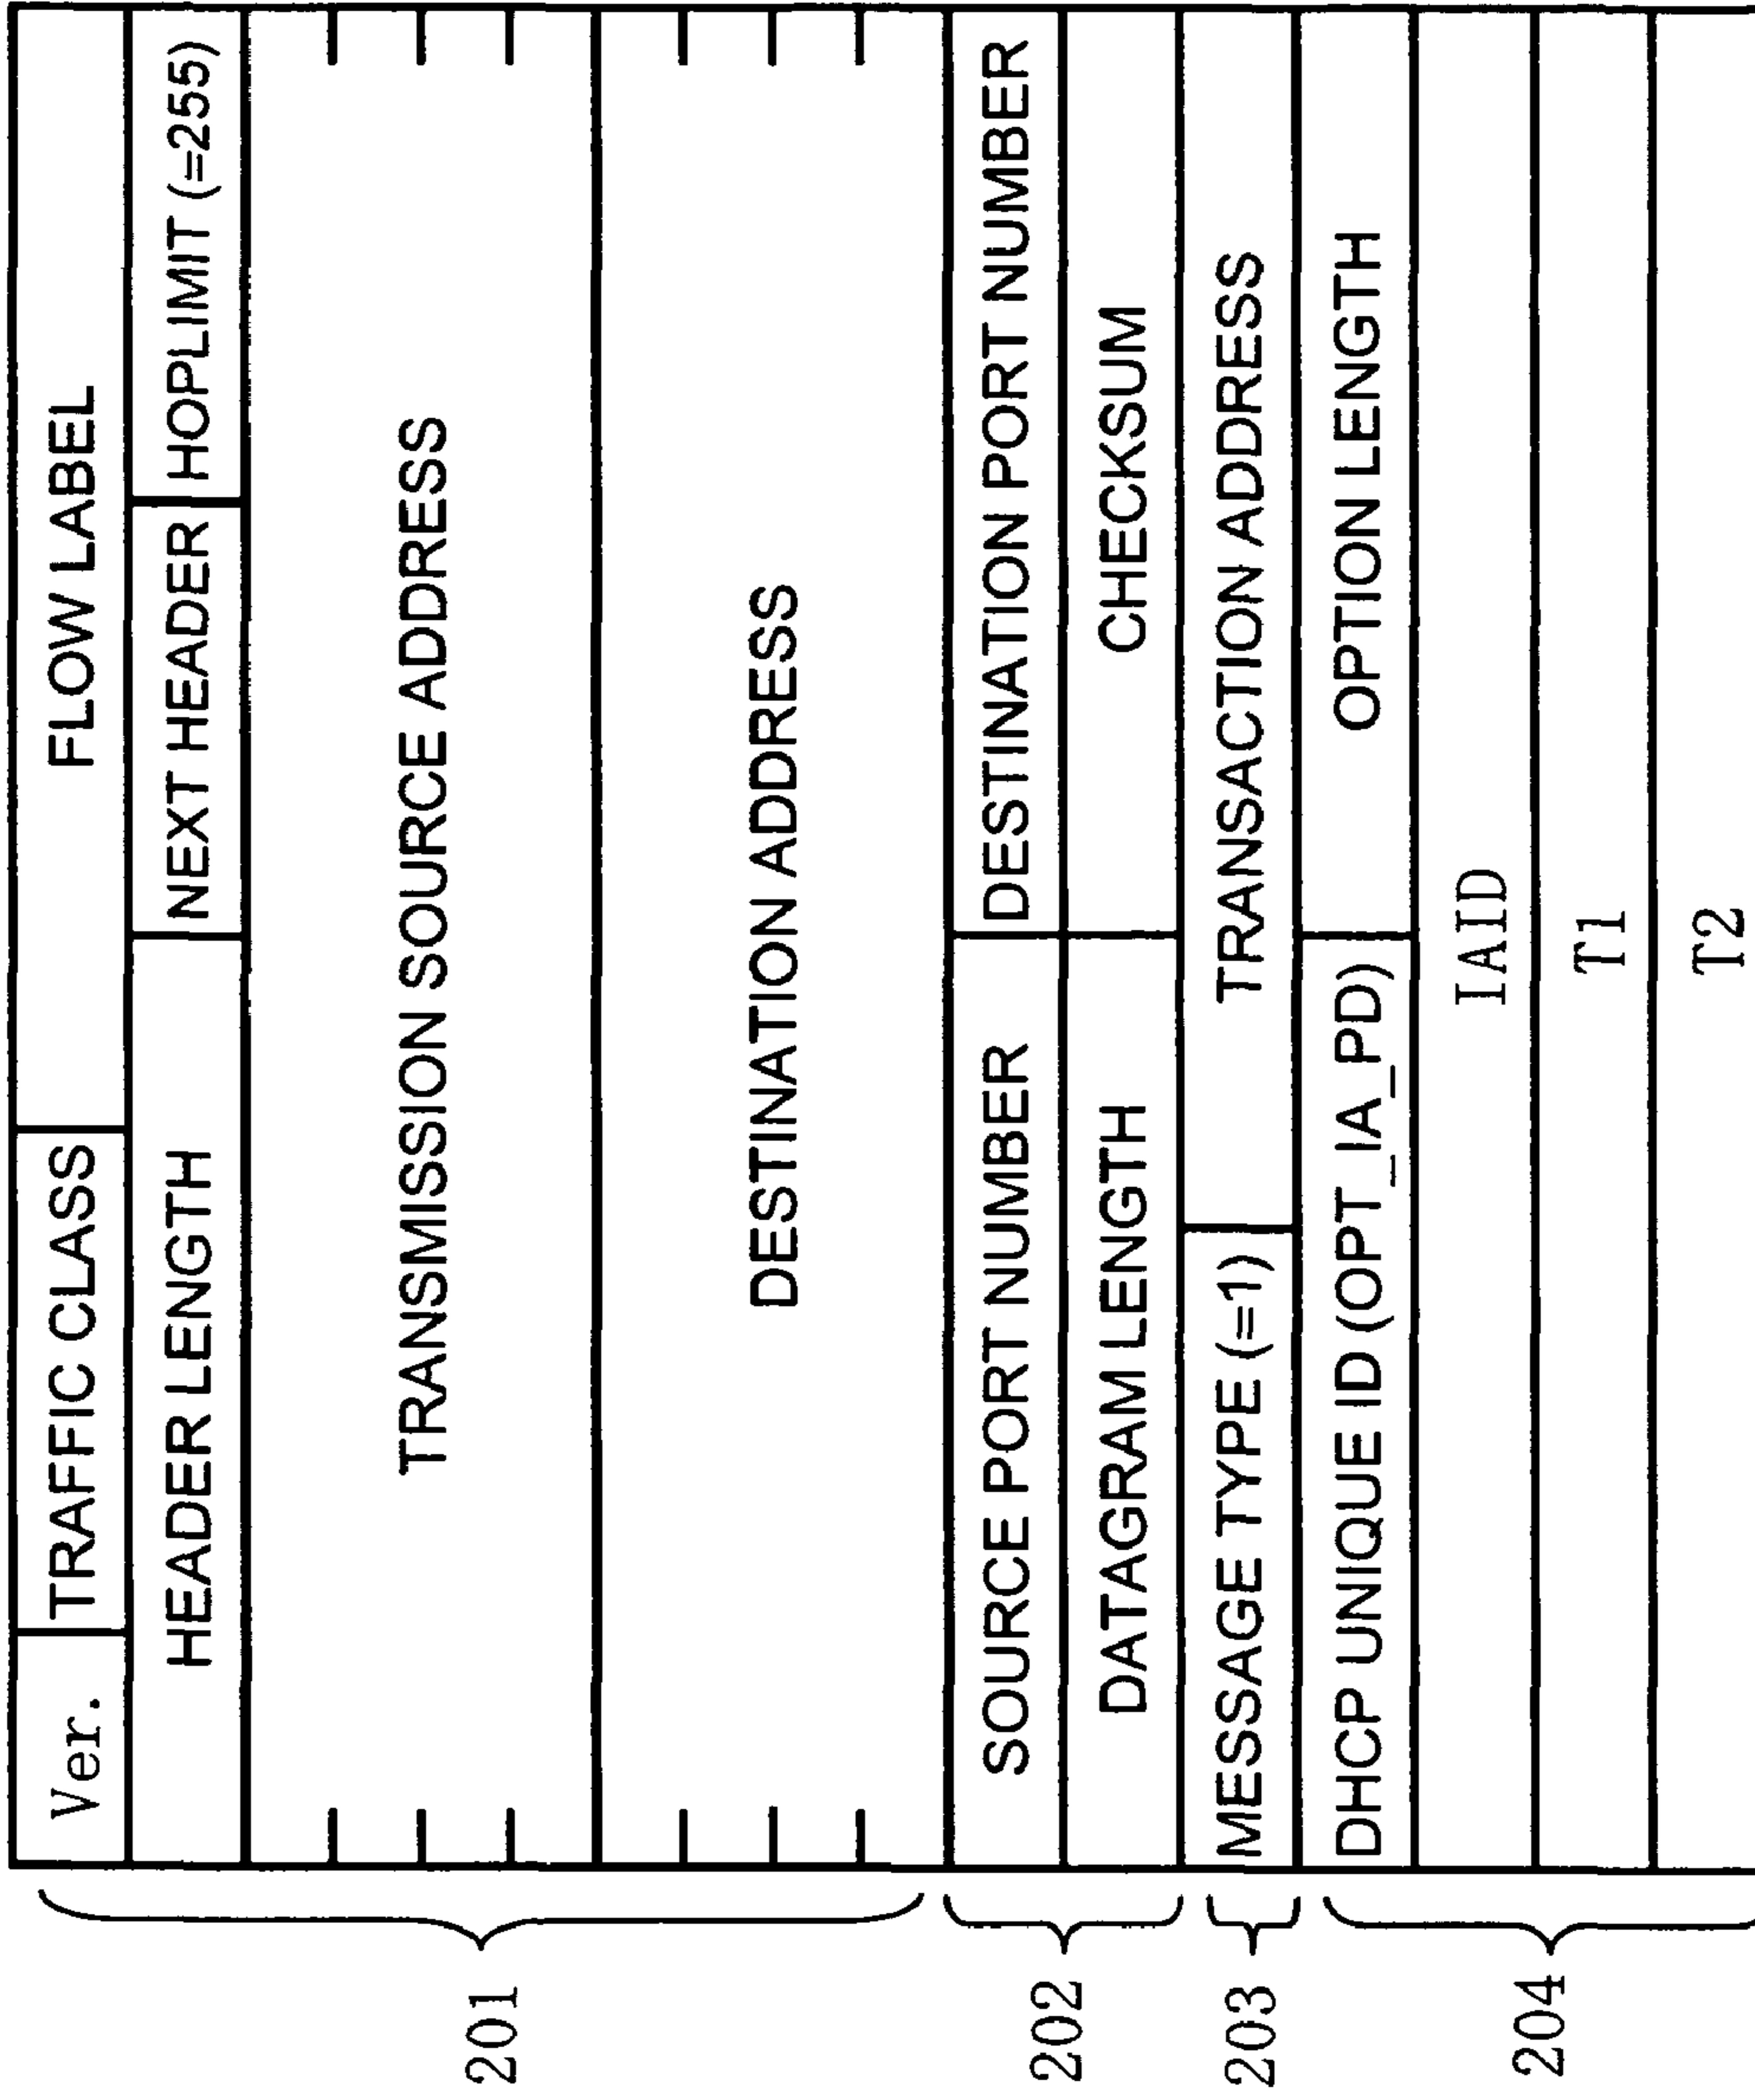 Ver. TRAFFIC CLASS FLOW LABEL
HEADER LENGTH NEXT HEADER HOPLIMIT (=255)
TRANSMISSION SOURCE ADDRESS
201
DESTINATION ADDRESS
SOURCE PORT NUMBER DESTINATION PORT NUMBER
202
DATAGRAM LENGTH CHECKSUM
203 MESSAGE TYPE (=1) TRANSACTION ADDRESS
DHCP UNIQUE ID (OPT_IA_PD) OPTION LENGTH
IAID
204
T1
T2